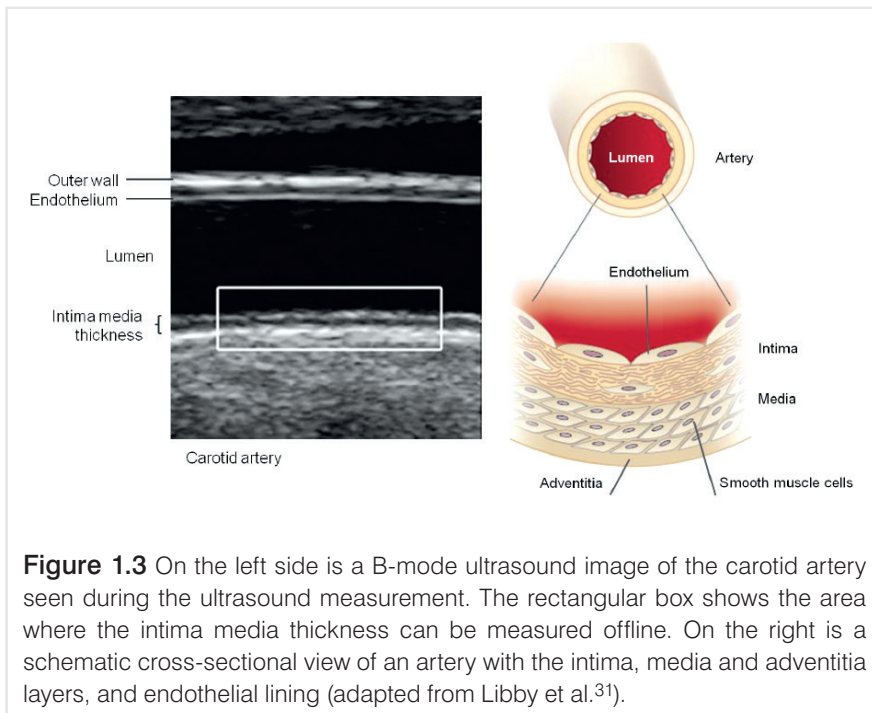 Outer wall
Endothelium
Lumen
Intima media
thickness
Carotid artery
Lumen
Artery
Endothelium
Intima
Media
Adventitia
Smooth muscle cells
Figure 1.3 On the left side is a B-mode ultrasound image of the carotid artery
seen during the ultrasound measurement. The rectangular box shows the area
where the intima media thickness can be measured offline. On the right is a
schematic cross-sectional view of an artery with the intima, media and adventitia
layers, and endothelial lining (adapted from Libby et al.31).